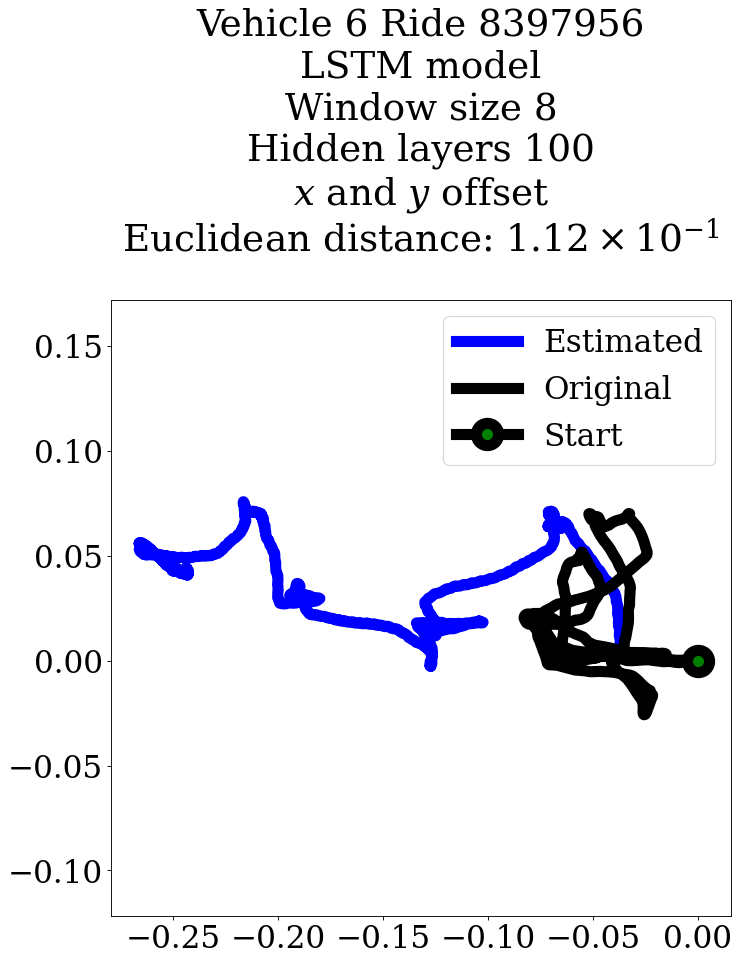 Vehicle 6 Ride 8397956
LSTM model
Window size 8
Hidden layers 100
x and y offset
Euclidean distance: 1.12 × 10⁻¹
Estimated
Original
Start
0.15
0.10
0.05
0.00
−0.05
−0.10
−0.25 −0.20 −0.15 −0.10 −0.05 0.00